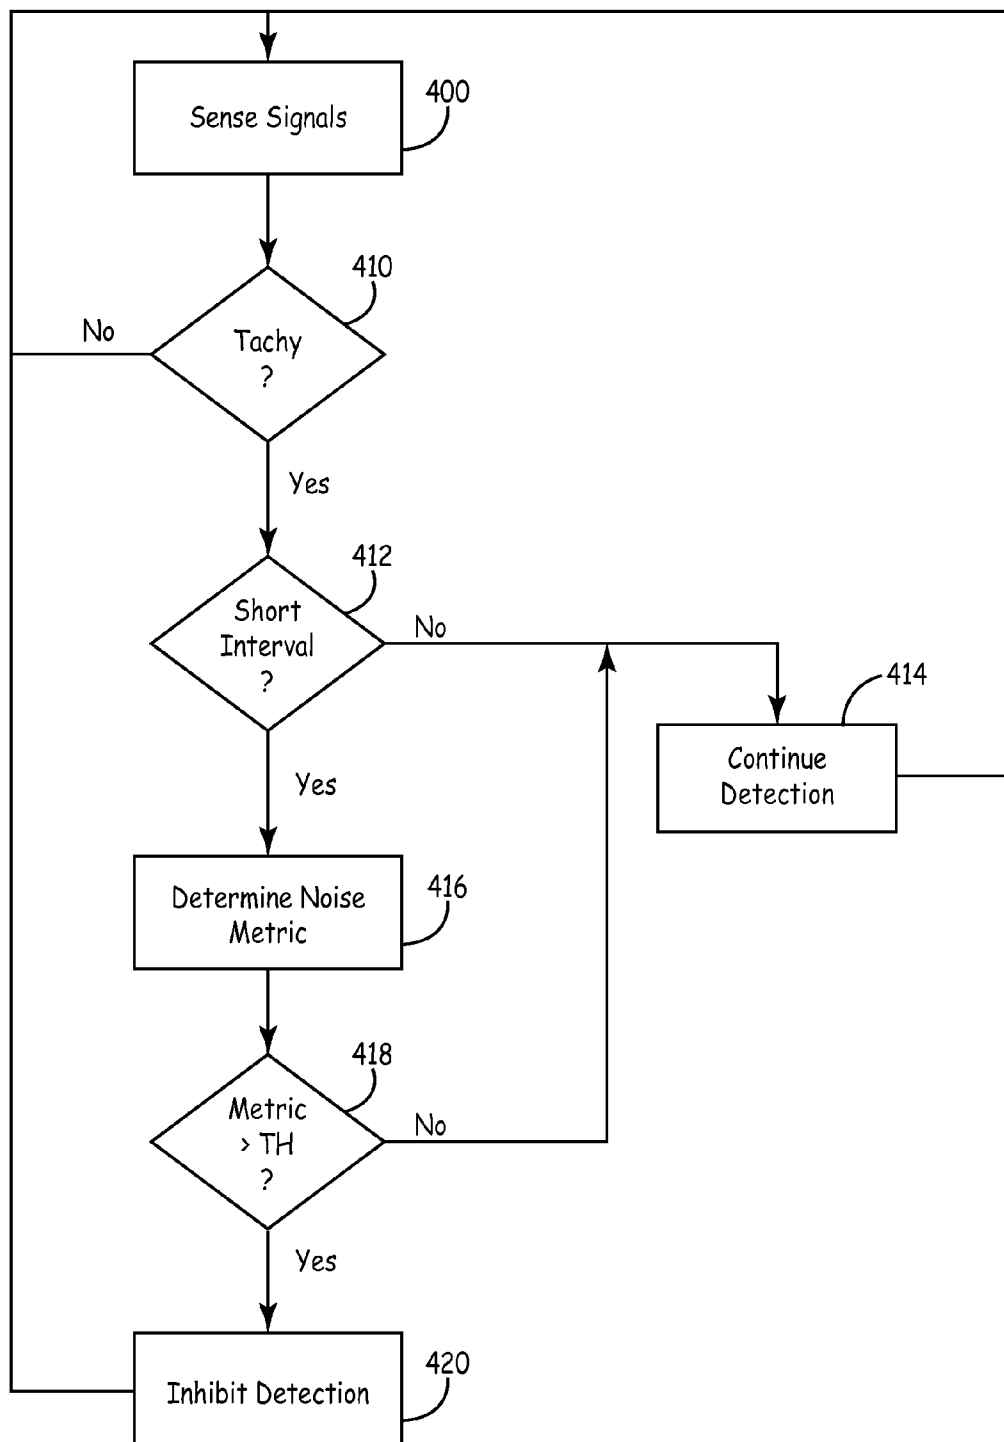 Sense Signals
400
410
Tachy
?
No
Yes
412
Short
Interval
?
No
414
Continue
Detection
Yes
Determine Noise
Metric
416
418
Metric
> TH
?
No
Yes
Inhibit Detection
420